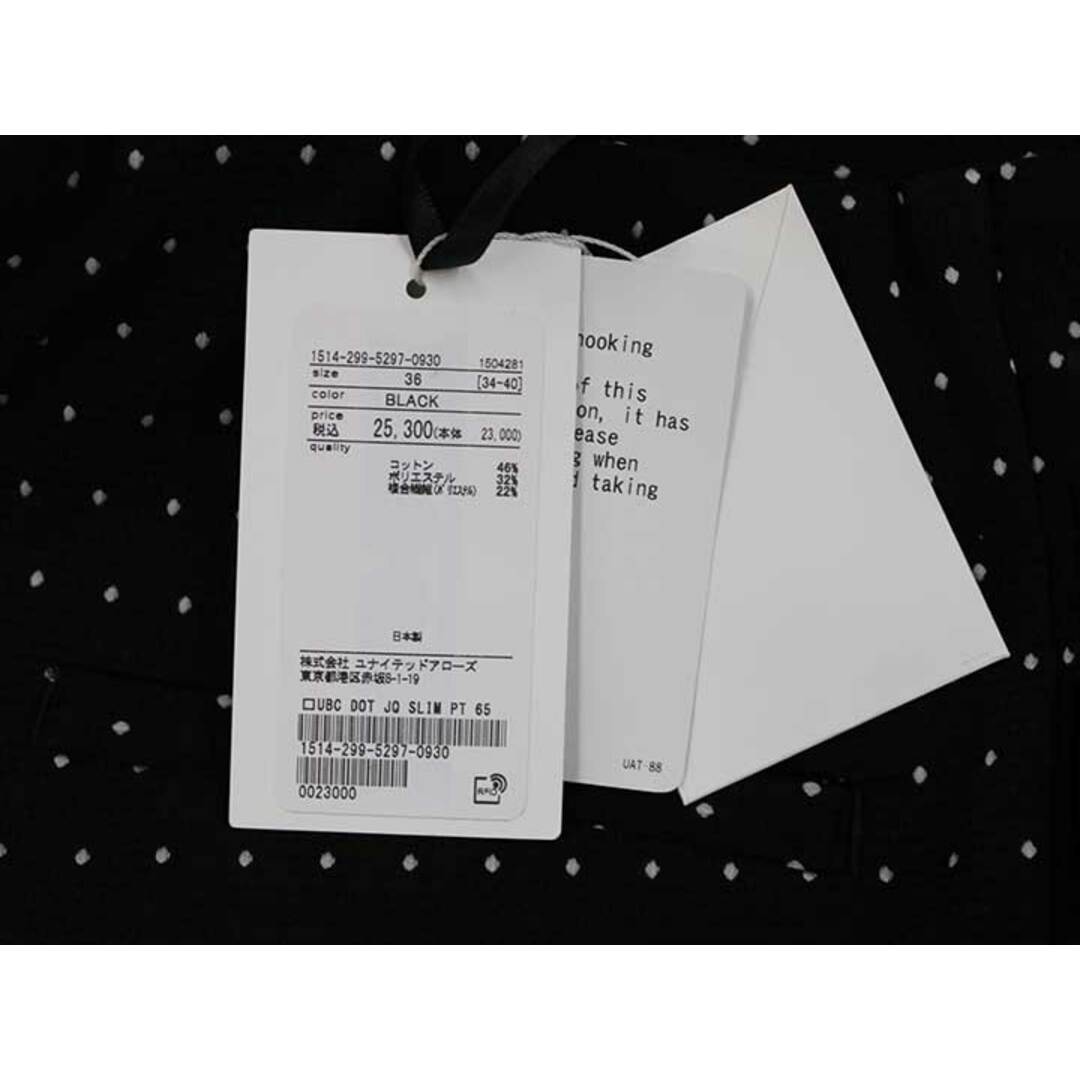 1514-299-5297-0930 1504281
size 36 [34-40]
color BLACK
price
税込 25,300(本体 23,000)
quality
コットン 46%
ポリエステル 32%
複合繊維(ポリエステル) 22%
日本製
株式会社 ユナイテッドアローズ
東京都港区赤坂8-1-19
□UBC DOT JQ SLIM PT 65
1514-299-5297-0930
0023000
RFID
hooking
f this
on, it has
ease
g when
d taking
UAT-88